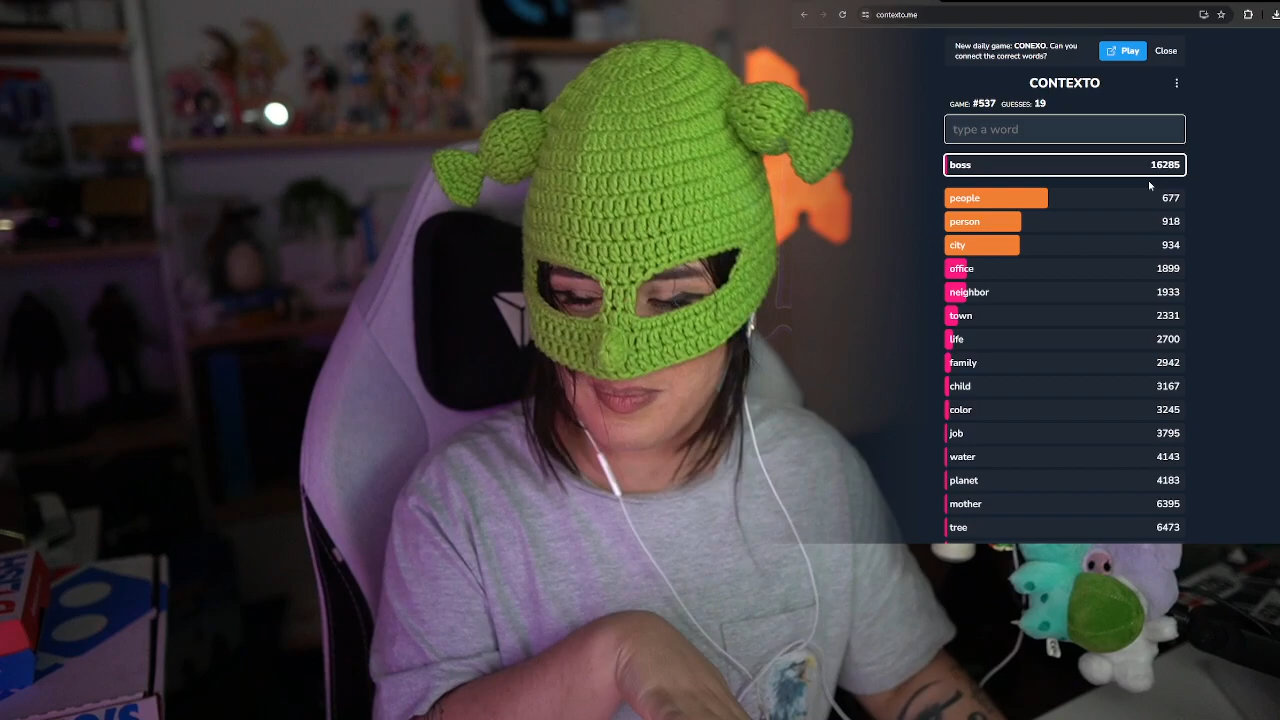 contexto.me
New daily game: CONEXO. Can you
connect the correct words?
Play
Close
CONTEXTO
GAME: #537 GUESSES: 19
type a word
boss 16285
people 677
person 918
city 934
office 1899
neighbor 1933
town 2331
life 2700
family 2942
child 3167
color 3245
job 3795
water 4143
planet 4183
mother 6395
tree 6473